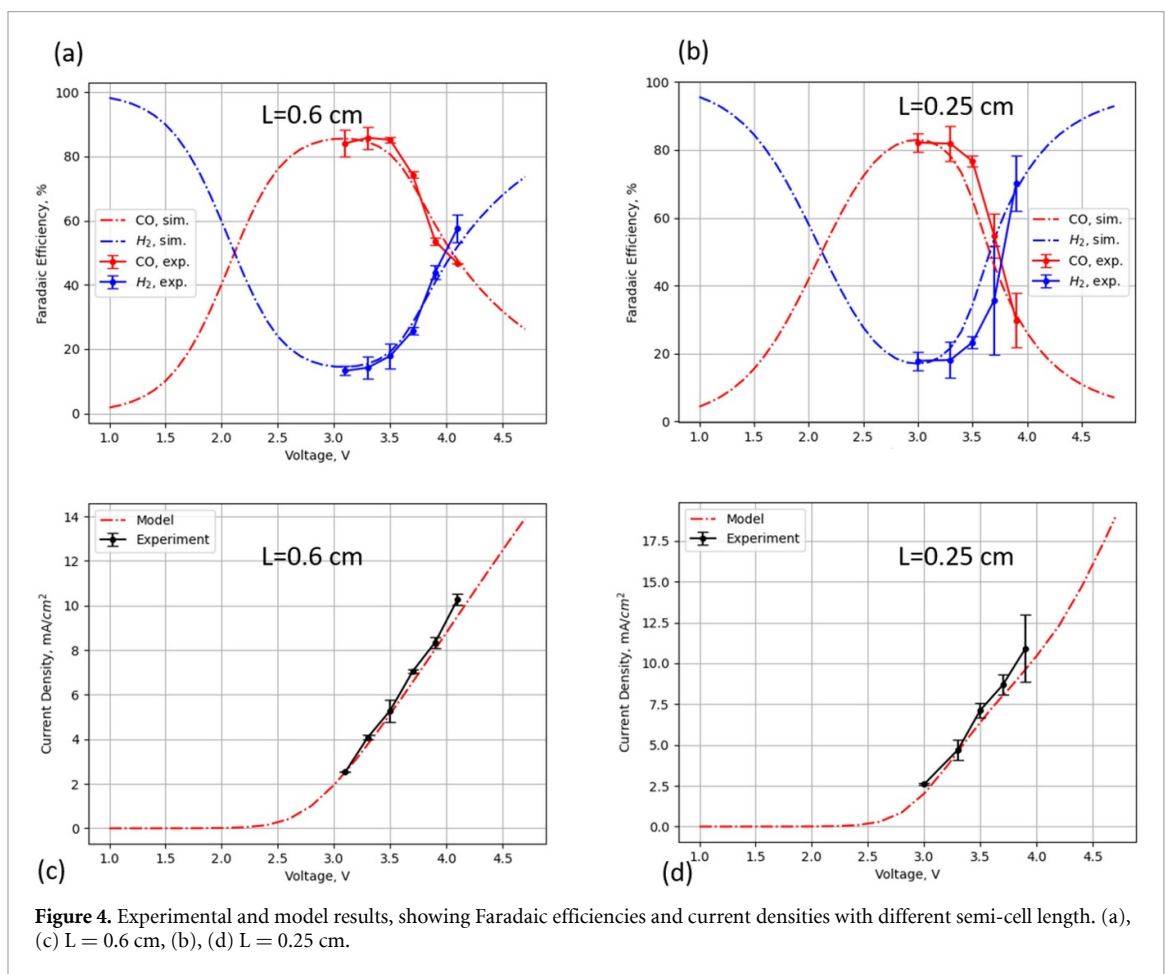 (a)
L=0.6 cm
100
80
60
40
20
0
Faradaic Efficiency, %
CO, sim.
H₂, sim.
CO, exp.
H₂, exp.
1.0 1.5 2.0 2.5 3.0 3.5 4.0 4.5
Voltage, V
(b)
L=0.25 cm
100
80
60
40
20
0
Faradaic Efficiency, %
CO, sim.
H₂, sim.
CO, exp.
H₂, exp.
1.0 1.5 2.0 2.5 3.0 3.5 4.0 4.5
Model
Experiment
L=0.6 cm
14
12
10
8
6
4
2
0
Current Density, mA/cm²
1.0 1.5 2.0 2.5 3.0 3.5 4.0 4.5
Voltage, V
(c)
Model
Experiment
L=0.25 cm
17.5
15.0
12.5
10.0
7.5
5.0
2.5
0.0
Current Density, mA/cm²
1.0 1.5 2.0 2.5 3.0 3.5 4.0 4.5
Voltage, V
(d)
Figure 4. Experimental and model results, showing Faradaic efficiencies and current densities with different semi-cell length. (a),
(c) L = 0.6 cm, (b), (d) L = 0.25 cm.